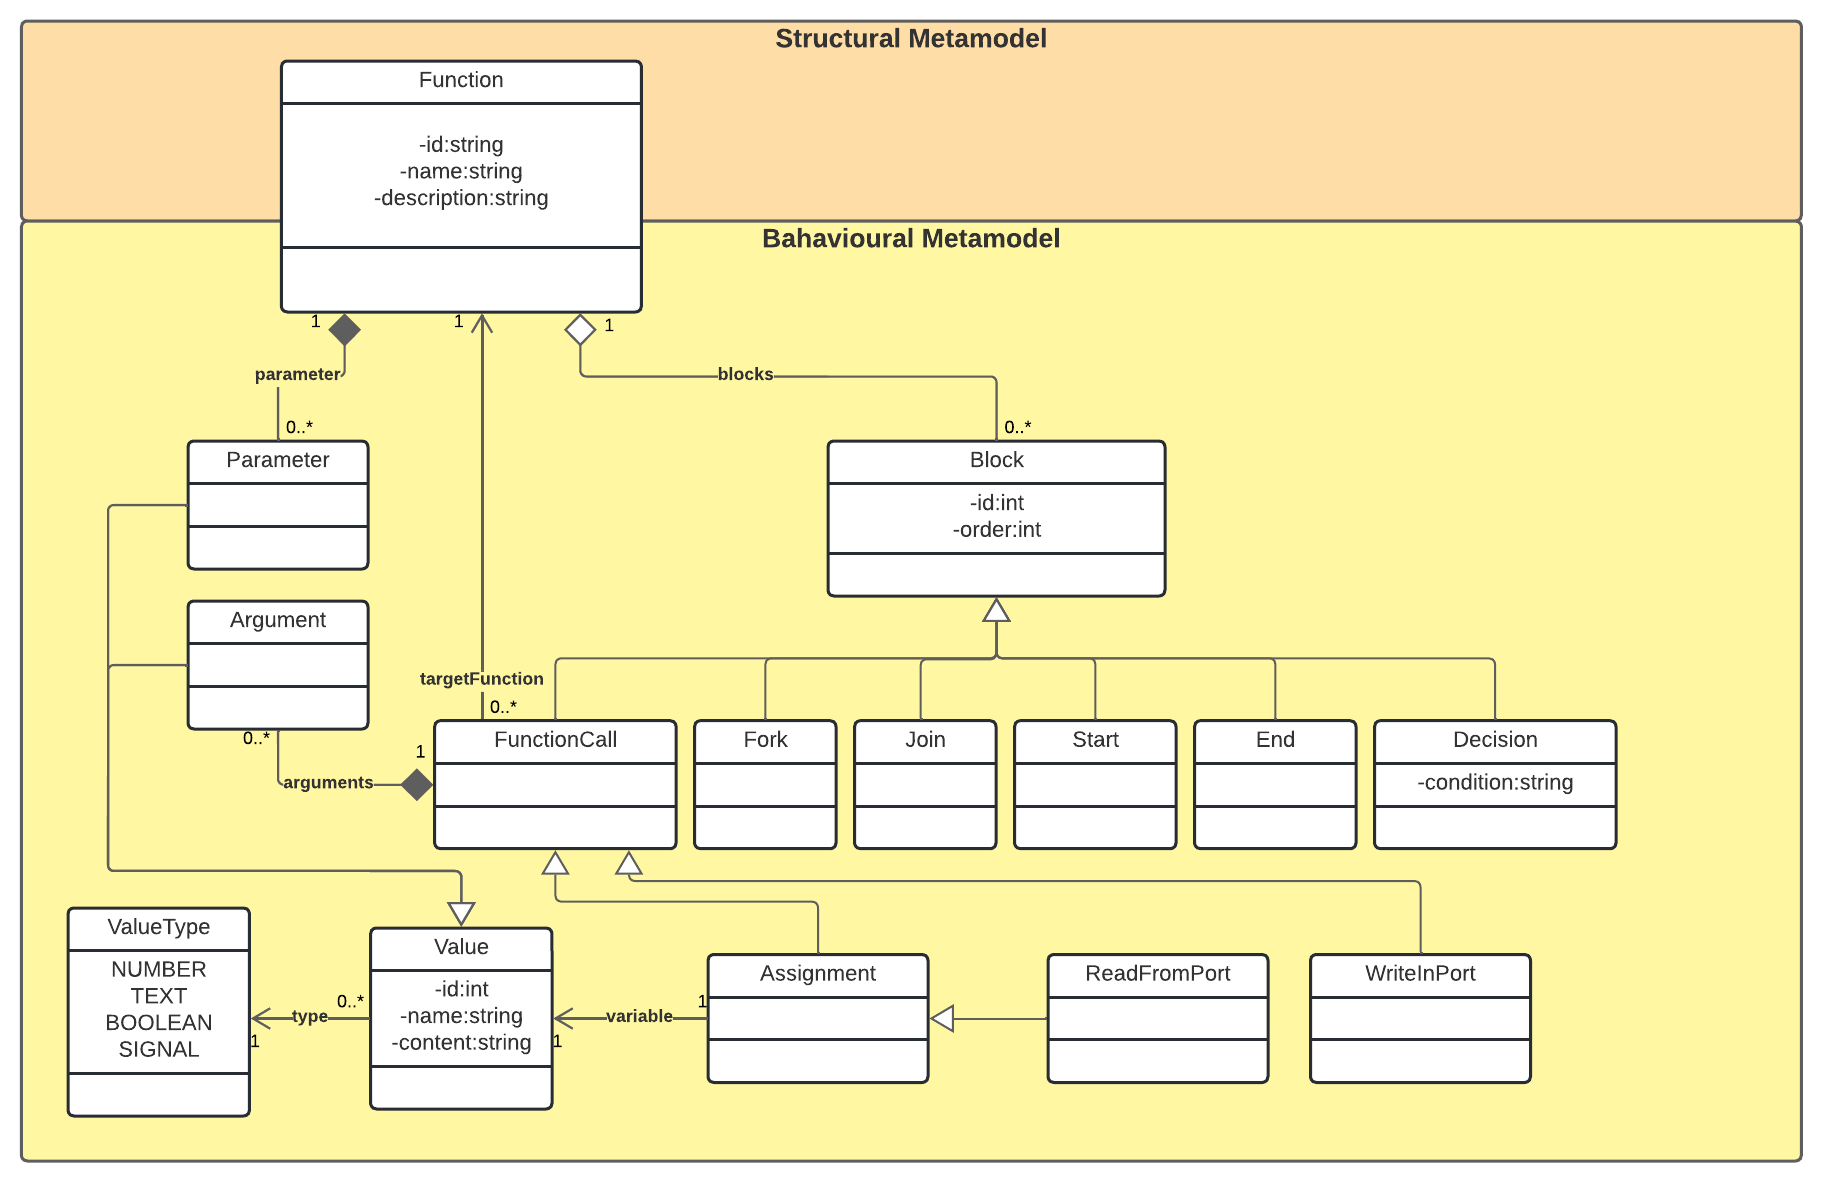 Structural Metamodel
Function
-id:string
-name:string
-description:string
Bahavioural Metamodel
1
1
1
parameter
blocks
0..*
0..*
Parameter
Block
-id:int
-order:int
Argument
targetFunction
0..*
0..*
1
arguments
FunctionCall
Fork
Join
Start
End
Decision
-condition:string
ValueType
NUMBER
TEXT
BOOLEAN
SIGNAL
0..*
type
1
Value
-id:int
-name:string
-content:string
1
variable
1
Assignment
ReadFromPort
WriteInPort